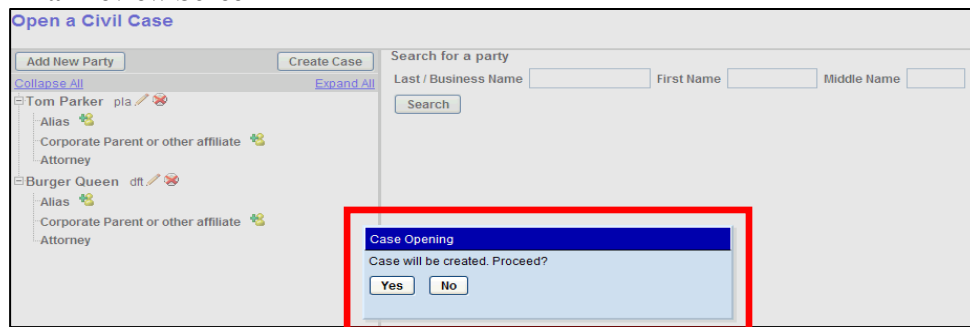 Open a Civil Case
Add New Party
Create Case
Collapse All
Expand All
Tom Parker pla
Alias
Corporate Parent or other affiliate
Attorney
Burger Queen dft
Alias
Corporate Parent or other affiliate
Attorney
Search for a party
Last / Business Name
First Name
Middle Name
Search
Case Opening
Case will be created. Proceed?
Yes
No